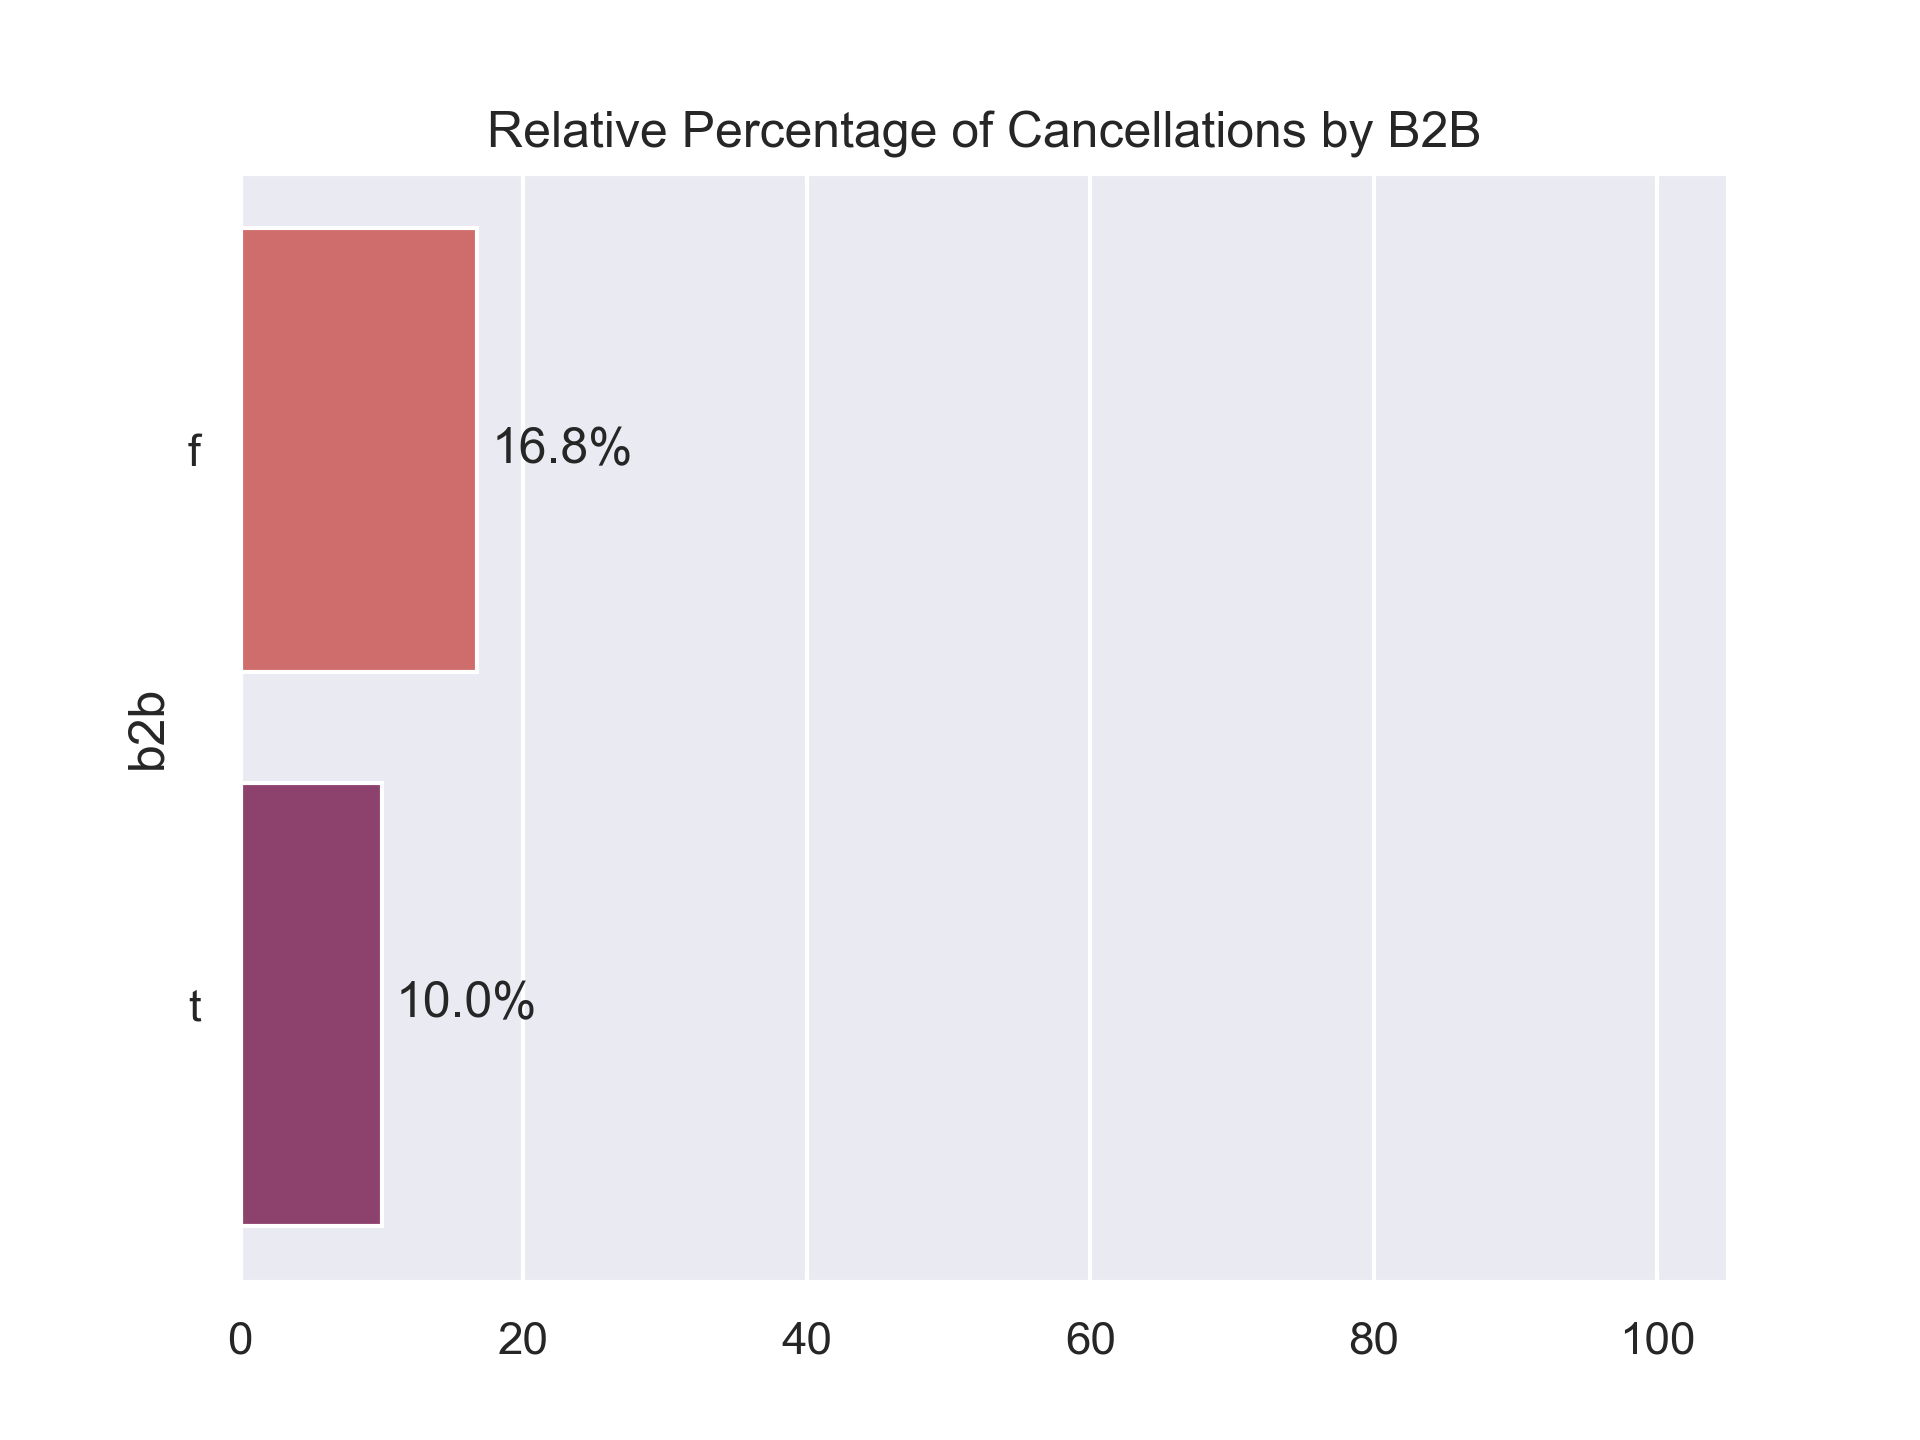 Relative Percentage of Cancellations by B2B
f
16.8%
b2b
t
10.0%
0 20 40 60 80 100